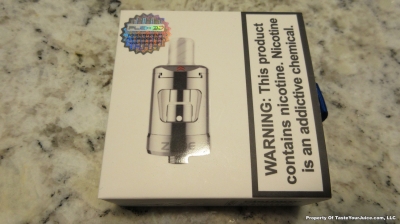 WARNING: This product
contains nicotine. Nicotine
is an addictive chemical.
Property Of TasteYourJuice.com, LLC